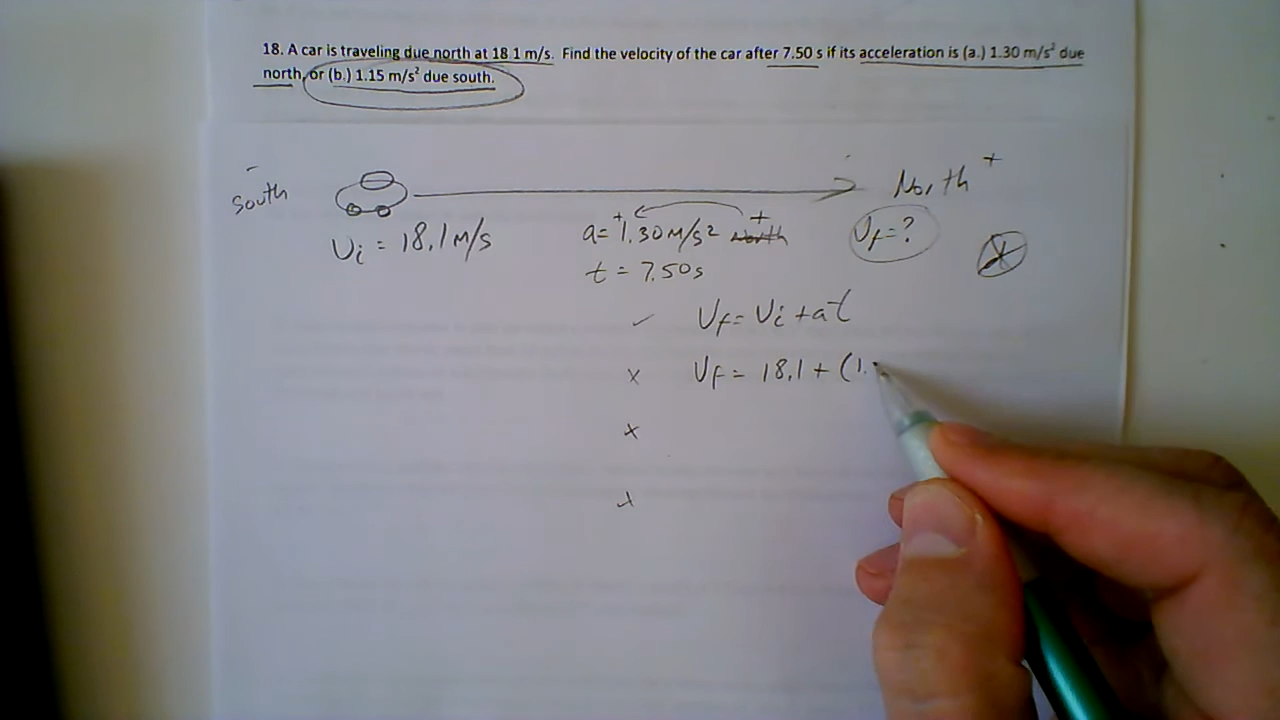 18. A car is traveling due north at 18 1 m/s. Find the velocity of the car after 7.50 s if its acceleration is (a.) 1.30 m/s² due
north, or (b.) 1.15 m/s² due south.
-
South
North +
Vi = 18.1 m/s
a = +1.30 m/s² North +
Vf = ?
t = 7.50s
Vf = Vi + at
Vf = 18.1 + (1.